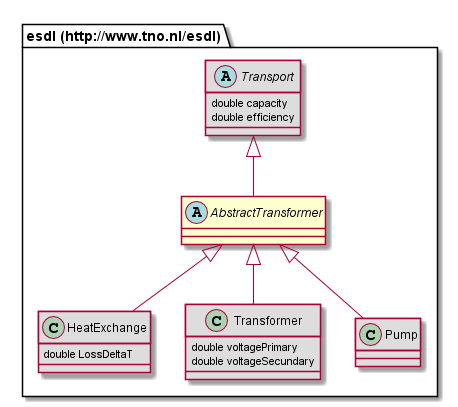 esdl (http://www.tno.nl/esdl)
A Transport
double capacity
double efficiency
A AbstractTransformer
C HeatExchange
double LossDeltaT
C Transformer
double voltagePrimary
double voltageSecundary
C Pump